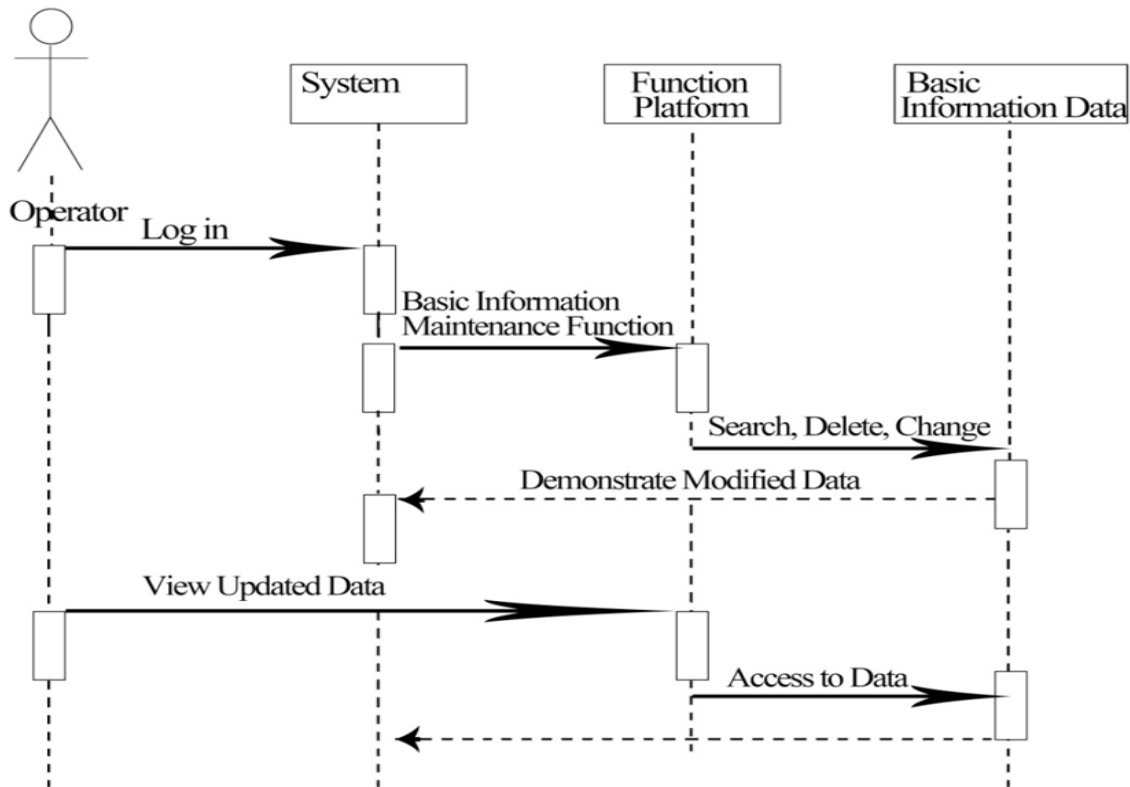 System
Function
Platform
Basic
Information Data
Operator
Log in
Basic Information
Maintenance Function
Search, Delete, Change
Demonstrate Modified Data
View Updated Data
Access to Data